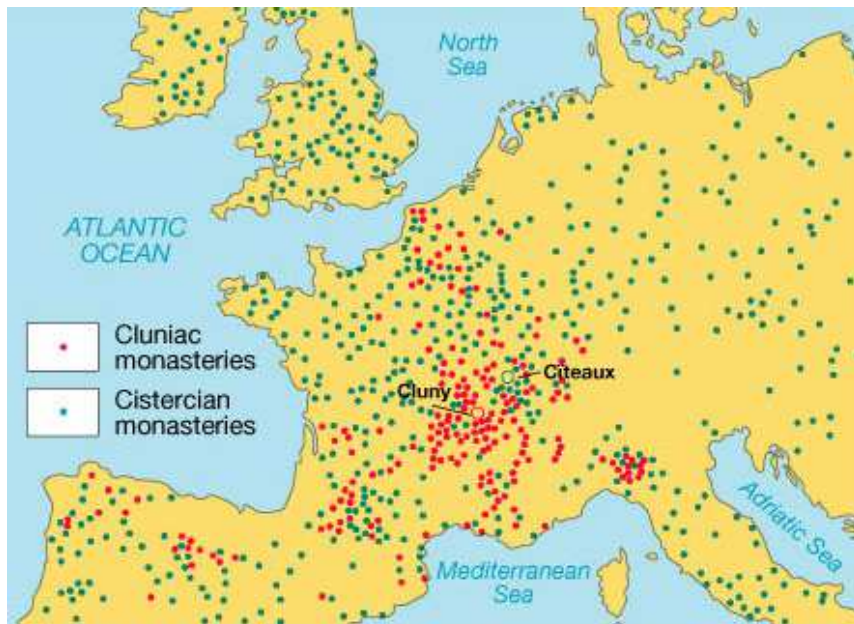 North
Sea
ATLANTIC
OCEAN
Cluniac
monasteries
Cistercian
monasteries
Citeaux
Cluny
Adriatic Sea
Mediterranean
Sea